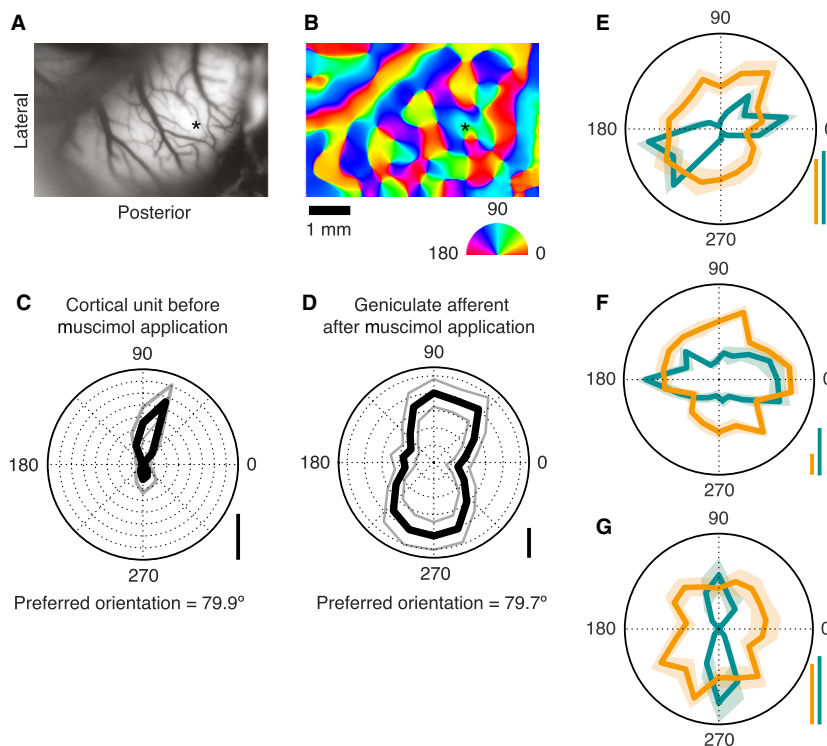 A
B
E
Lateral
*
*
Posterior
1 mm
90
180
0
90
180
0
270
C
Cortical unit before
muscimol application
90
180
0
270
Preferred orientation = 79.9º
D
Geniculate afferent
after muscimol application
90
180
0
270
Preferred orientation = 79.7º
F
90
180
0
270
G
90
180
0
270